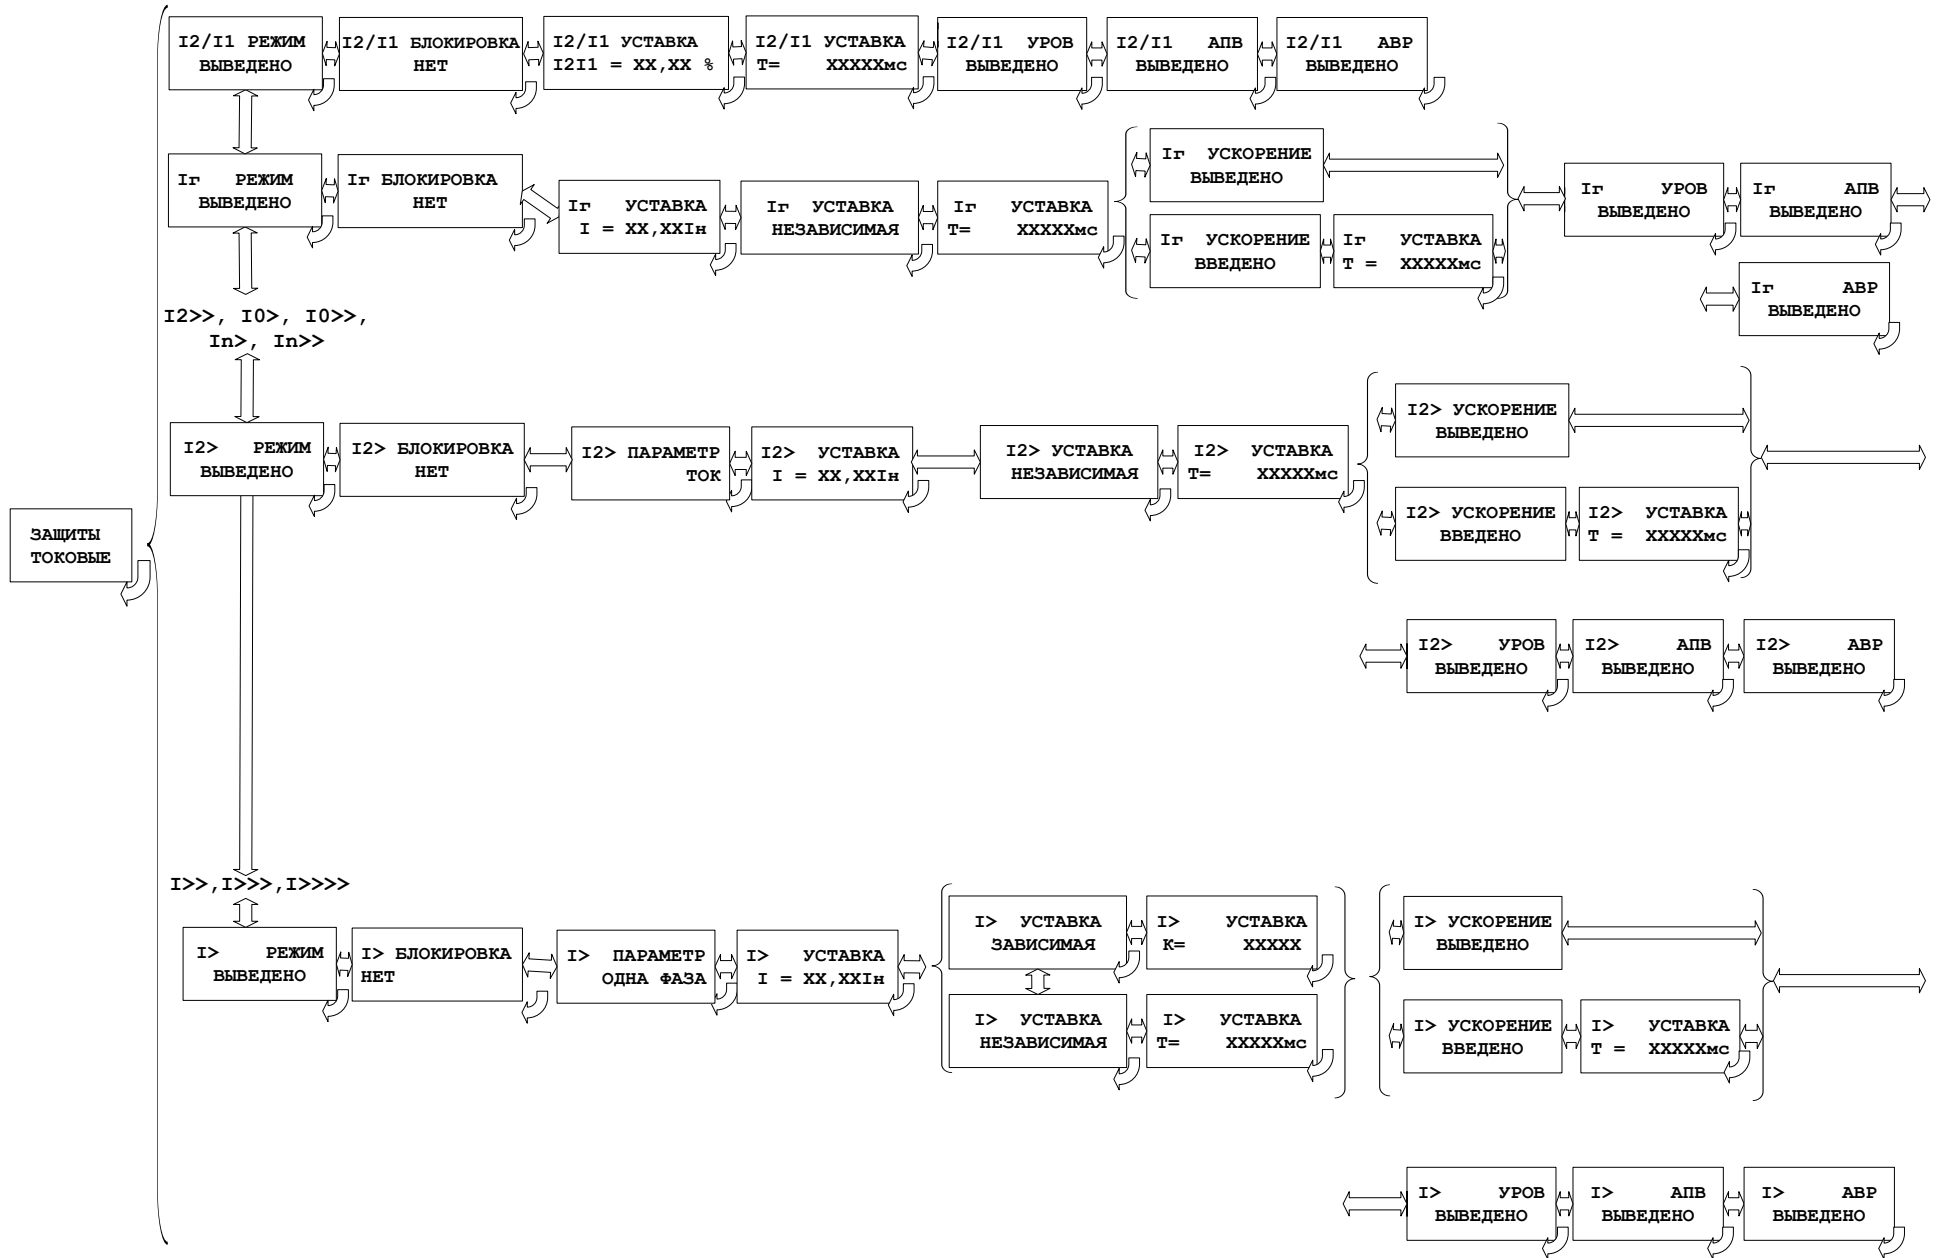 I2/I1 РЕЖИМ
ВЫВЕДЕНО
I2/I1 БЛОКИРОВКА
НЕТ
I2/I1 УСТАВКА
I2I1 = XX,XX %
I2/I1 УСТАВКА
T= XXXXXмс
I2/I1 УРОВ
ВЫВЕДЕНО
I2/I1 АПВ
ВЫВЕДЕНО
I2/I1 АВР
ВЫВЕДЕНО
Iг РЕЖИМ
ВЫВЕДЕНО
Iг БЛОКИРОВКА
НЕТ
Iг УСТАВКА
I = XX,XXIн
Iг УСТАВКА
НЕЗАВИСИМАЯ
Iг УСТАВКА
T= XXXXXмс
Iг УСКОРЕНИЕ
ВЫВЕДЕНО
Iг УСКОРЕНИЕ
ВВЕДЕНО
Iг УСТАВКА
T = XXXXXмс
Iг УРОВ
ВЫВЕДЕНО
Iг АПВ
ВЫВЕДЕНО
Iг АВР
ВЫВЕДЕНО
I2>>, I0>, I0>>,
In>, In>>
I2> РЕЖИМ
ВЫВЕДЕНО
I2> БЛОКИРОВКА
НЕТ
I2> ПАРАМЕТР
ТОК
I2> УСТАВКА
I = XX,XXIн
I2> УСТАВКА
НЕЗАВИСИМАЯ
I2> УСТАВКА
T= XXXXXмс
I2> УСКОРЕНИЕ
ВЫВЕДЕНО
I2> УСКОРЕНИЕ
ВВЕДЕНО
I2> УСТАВКА
T = XXXXXмс
ЗАЩИТЫ
ТОКОВЫЕ
I2> УРОВ
ВЫВЕДЕНО
I2> АПВ
ВЫВЕДЕНО
I2> АВР
ВЫВЕДЕНО
I>>,I>>>,I>>>>
I> РЕЖИМ
ВЫВЕДЕНО
I> БЛОКИРОВКА
НЕТ
I> ПАРАМЕТР
ОДНА ФАЗА
I> УСТАВКА
I = XX,XXIн
I> УСТАВКА
ЗАВИСИМАЯ
I> УСТАВКА
K= XXXXX
I> УСТАВКА
НЕЗАВИСИМАЯ
I> УСТАВКА
T= XXXXXмс
I> УСКОРЕНИЕ
ВЫВЕДЕНО
I> УСКОРЕНИЕ
ВВЕДЕНО
I> УСТАВКА
T = XXXXXмс
I> УРОВ
ВЫВЕДЕНО
I> АПВ
ВЫВЕДЕНО
I> АВР
ВЫВЕДЕНО